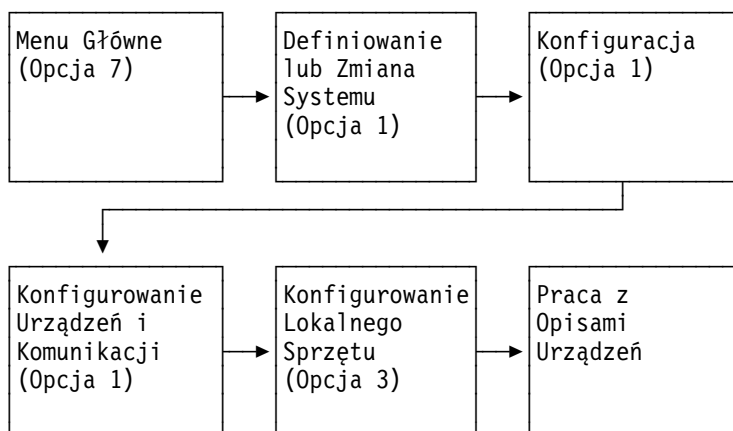 Menu Główne
(Opcja 7)
Definiowanie
lub Zmiana
Systemu
(Opcja 1)
Konfiguracja
(Opcja 1)
Konfigurowanie
Urządzeń i
Komunikacji
(Opcja 1)
Konfigurowanie
Lokalnego
Sprzętu
(Opcja 3)
Praca z
Opisami
Urządzeń